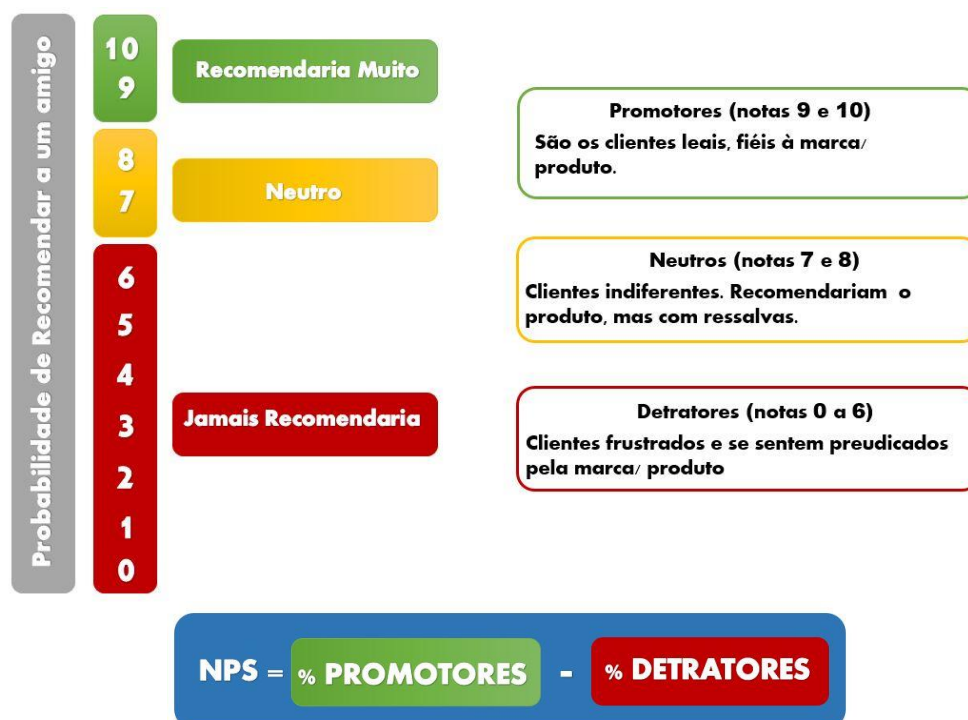 Probabilidade de Recomendar a um amigo
10
9
Recomendaria Muito
8
7
Neutro
6
5
4
3
2
1
0
Jamais Recomendaria
Promotores (notas 9 e 10)
São os clientes leais, fiéis à marca/
produto.
Neutros (notas 7 e 8)
Clientes indiferentes. Recomendariam o
produto, mas com ressalvas.
Detratores (notas 0 a 6)
Clientes frustrados e se sentem preudicados
pela marca/ produto
NPS = % PROMOTORES - % DETRATORES